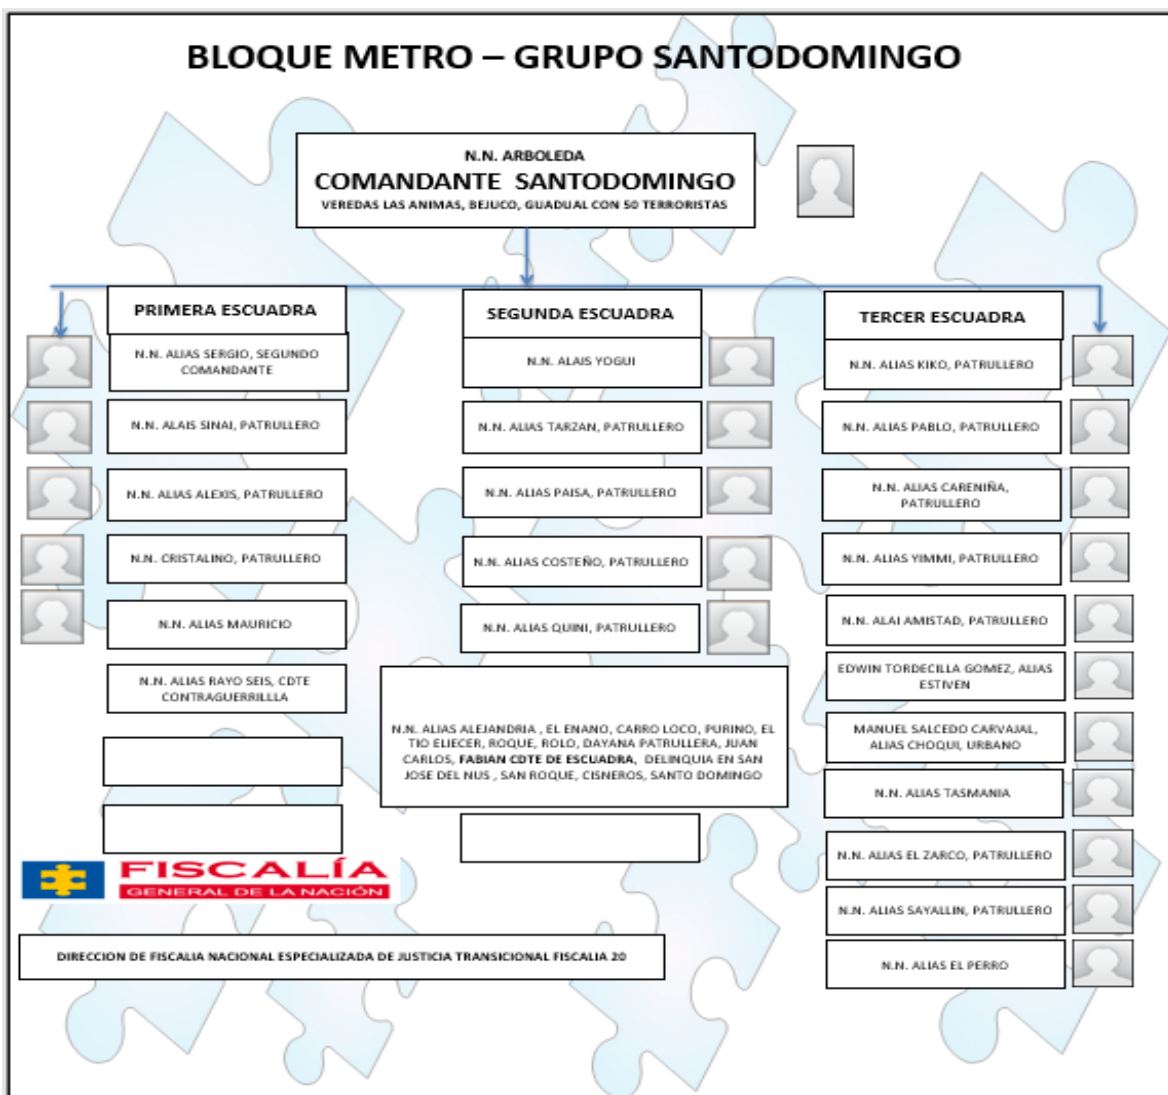 BLOQUE METRO – GRUPO SANTODOMINGO
N.N. ARBOLEDA
COMANDANTE SANTODOMINGO
VEREDAS LAS ANIMAS, BEJUCO, GUADUAL CON 50 TERRORISTAS
PRIMERA ESCUADRA
N.N. ALIAS SERGIO, SEGUNDO
COMANDANTE
N.N. ALAIS SINAI, PATRULLERO
N.N. ALIAS ALEXIS, PATRULLERO
N.N. CRISTALINO, PATRULLERO
N.N. ALIAS MAURICIO
N.N. ALIAS RAYO SEIS, CDTE
CONTRAGUERRILLLA
SEGUNDA ESCUADRA
N.N. ALAIS YOGUI
N.N. ALIAS TARZAN, PATRULLERO
N.N. ALIAS PAISA, PATRULLERO
N.N. ALIAS COSTEÑO, PATRULLERO
N.N. ALIAS QUINI, PATRULLERO
N.N. ALIAS ALEJANDRIA , EL ENANO, CARRO LOCO, PURINO, EL
TIO ELIECER, ROQUE, ROLO, DAYANA PATRULLERA, JUAN
CARLOS, FABIAN CDTE DE ESCUADRA, DELINQUIA EN SAN
JOSE DEL NUS , SAN ROQUE, CISNEROS, SANTO DOMINGO
TERCER ESCUADRA
N.N. ALIAS KIKO, PATRULLERO
N.N. ALIAS PABLO, PATRULLERO
N.N. ALIAS CARENIÑA,
PATRULLERO
N.N. ALIAS YIMMI, PATRULLERO
N.N. ALAI AMISTAD, PATRULLERO
EDWIN TORDECILLA GOMEZ, ALIAS
ESTIVEN
MANUEL SALCEDO CARVAJAL,
ALIAS CHOQUI, URBANO
N.N. ALIAS TASMANIA
N.N. ALIAS EL ZARCO, PATRULLERO
N.N. ALIAS SAYALLIN, PATRULLERO
N.N. ALIAS EL PERRO
FISCALÍA
GENERAL DE LA NACIÓN
DIRECCION DE FISCALIA NACIONAL ESPECIALIZADA DE JUSTICIA TRANSICIONAL FISCALIA 20